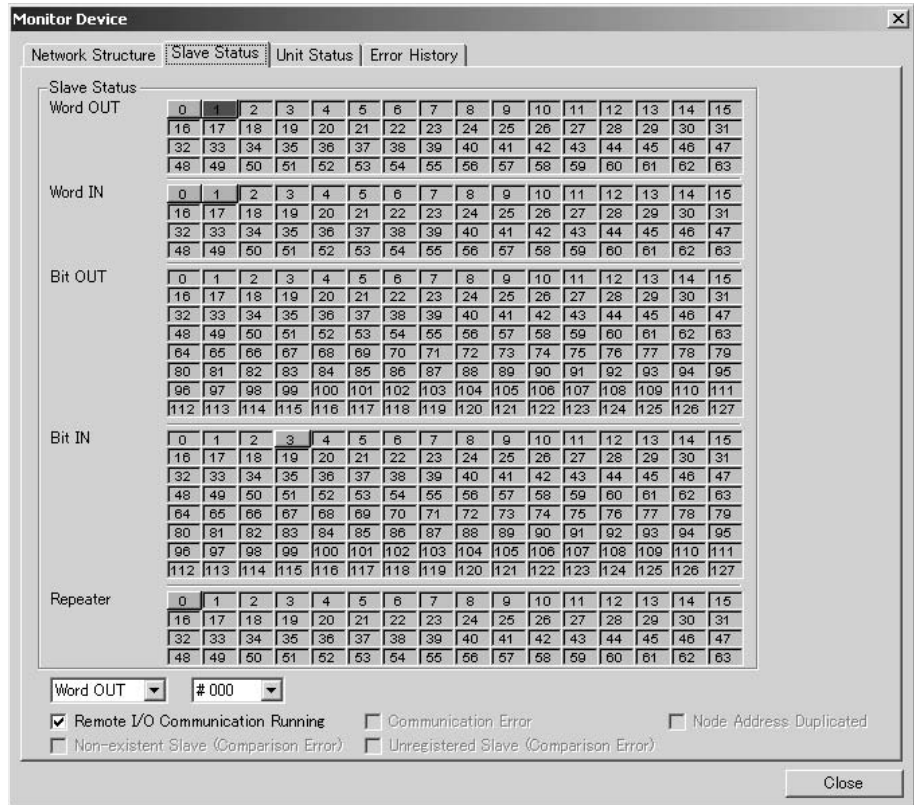 Monitor Device
Network Structure Slave Status Unit Status Error History
Slave Status
Word OUT
0 1 2 3 4 5 6 7 8 9 10 11 12 13 14 15
16 17 18 19 20 21 22 23 24 25 26 27 28 29 30 31
32 33 34 35 36 37 38 39 40 41 42 43 44 45 46 47
48 49 50 51 52 53 54 55 56 57 58 59 60 61 62 63
Word IN
0 1 2 3 4 5 6 7 8 9 10 11 12 13 14 15
16 17 18 19 20 21 22 23 24 25 26 27 28 29 30 31
32 33 34 35 36 37 38 39 40 41 42 43 44 45 46 47
48 49 50 51 52 53 54 55 56 57 58 59 60 61 62 63
Bit OUT
0 1 2 3 4 5 6 7 8 9 10 11 12 13 14 15
16 17 18 19 20 21 22 23 24 25 26 27 28 29 30 31
32 33 34 35 36 37 38 39 40 41 42 43 44 45 46 47
48 49 50 51 52 53 54 55 56 57 58 59 60 61 62 63
64 65 66 67 68 69 70 71 72 73 74 75 76 77 78 79
80 81 82 83 84 85 86 87 88 89 90 91 92 93 94 95
96 97 98 99 100 101 102 103 104 105 106 107 108 109 110 111
112 113 114 115 116 117 118 119 120 121 122 123 124 125 126 127
Bit IN
0 1 2 3 4 5 6 7 8 9 10 11 12 13 14 15
16 17 18 19 20 21 22 23 24 25 26 27 28 29 30 31
32 33 34 35 36 37 38 39 40 41 42 43 44 45 46 47
48 49 50 51 52 53 54 55 56 57 58 59 60 61 62 63
64 65 66 67 68 69 70 71 72 73 74 75 76 77 78 79
80 81 82 83 84 85 86 87 88 89 90 91 92 93 94 95
96 97 98 99 100 101 102 103 104 105 106 107 108 109 110 111
112 113 114 115 116 117 118 119 120 121 122 123 124 125 126 127
Repeater
0 1 2 3 4 5 6 7 8 9 10 11 12 13 14 15
16 17 18 19 20 21 22 23 24 25 26 27 28 29 30 31
32 33 34 35 36 37 38 39 40 41 42 43 44 45 46 47
48 49 50 51 52 53 54 55 56 57 58 59 60 61 62 63
Word OUT # 000
Remote I/O Communication Running Communication Error Node Address Duplicated
Non-existent Slave (Comparison Error) Unregistered Slave (Comparison Error)
Close